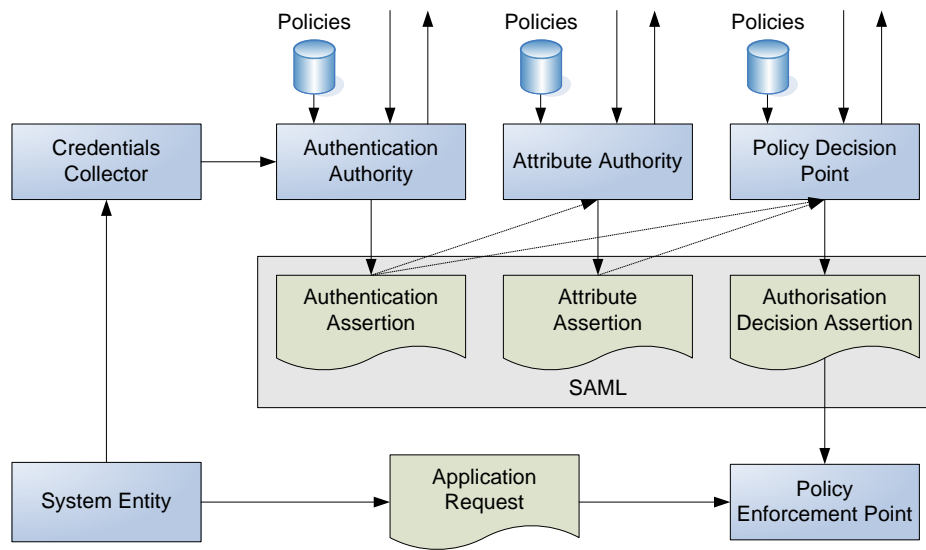 Policies
Policies
Policies
Credentials
Collector
Authentication
Authority
Attribute Authority
Policy Decision
Point
Authentication
Assertion
Attribute
Assertion
Authorisation
Decision Assertion
SAML
System Entity
Application
Request
Policy
Enforcement Point